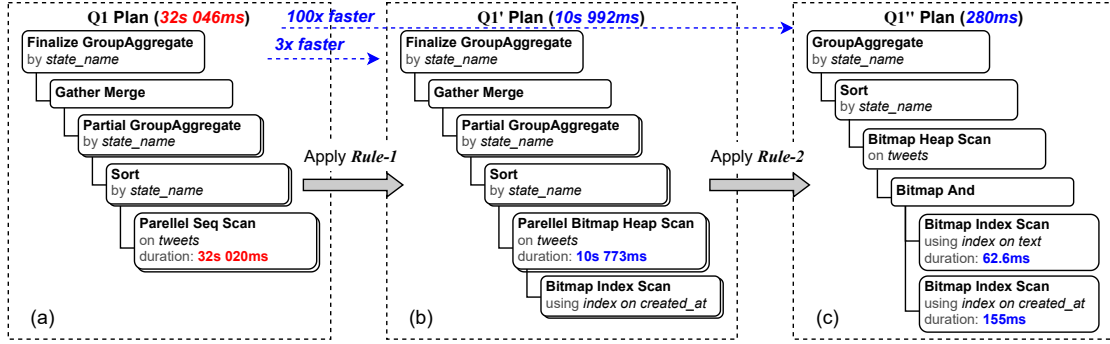 Q1 Plan (32s 046ms)
Finalize GroupAggregate
by state_name
Gather Merge
Partial GroupAggregate
by state_name
Sort
by state_name
Parellel Seq Scan
on tweets
duration: 32s 020ms
(a)
100x faster
3x faster
Apply Rule-1
Q1' Plan (10s 992ms)
Finalize GroupAggregate
by state_name
Gather Merge
Partial GroupAggregate
by state_name
Sort
by state_name
Parellel Bitmap Heap Scan
on tweets
duration: 10s 773ms
Bitmap Index Scan
using index on created_at
(b)
Apply Rule-2
Q1'' Plan (280ms)
GroupAggregate
by state_name
Sort
by state_name
Bitmap Heap Scan
on tweets
Bitmap And
Bitmap Index Scan
using index on text
duration: 62.6ms
Bitmap Index Scan
using index on created_at
duration: 155ms
(c)